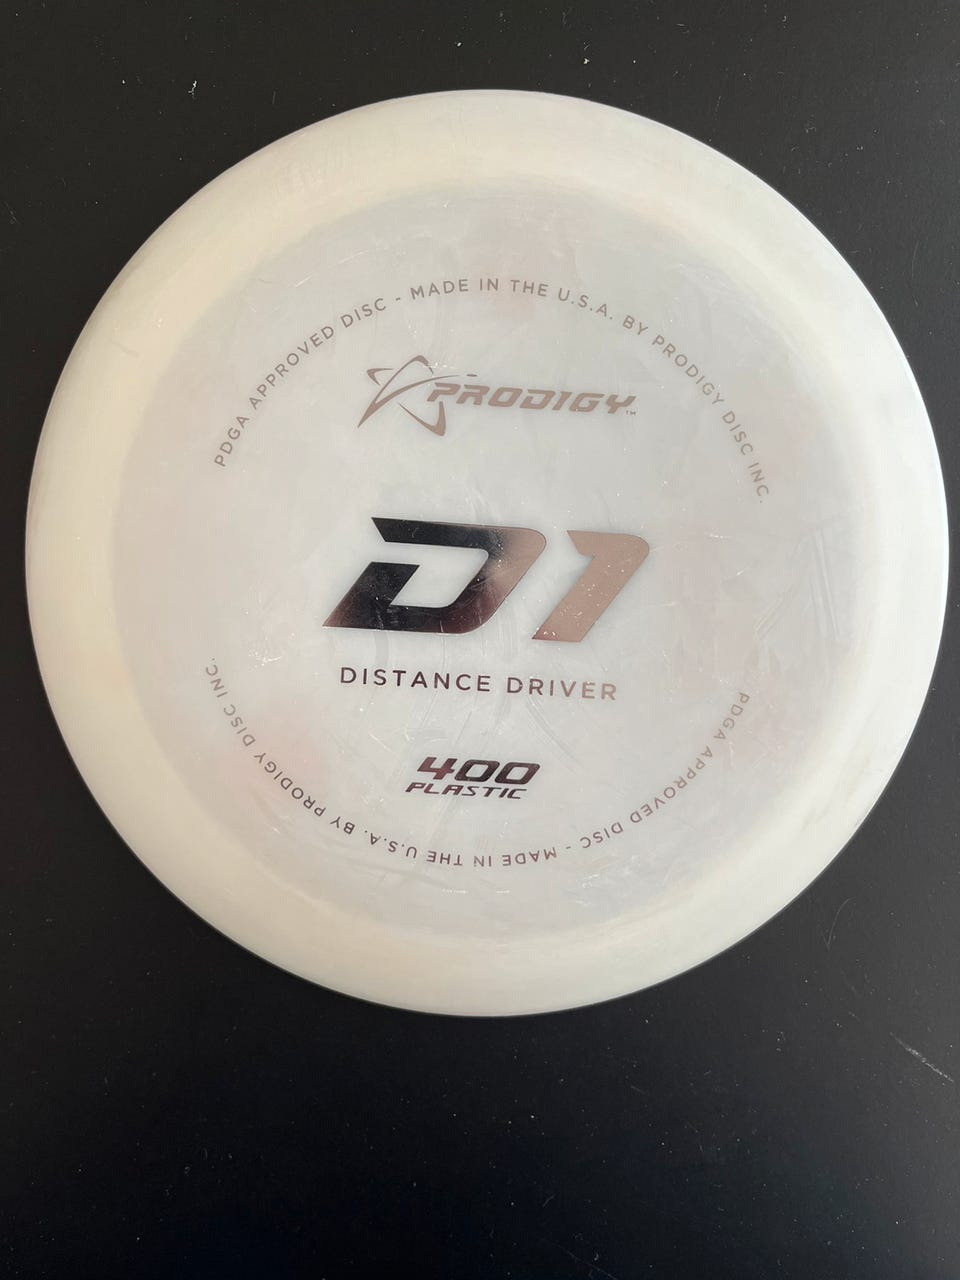 PDGA APPROVED DISC - MADE IN THE U.S.A. BY PRODIGY DISC INC.
PRODIGY™
D1
DISTANCE DRIVER
400
PLASTIC
PDGA APPROVED DISC - MADE IN THE U.S.A. BY PRODIGY DISC INC.